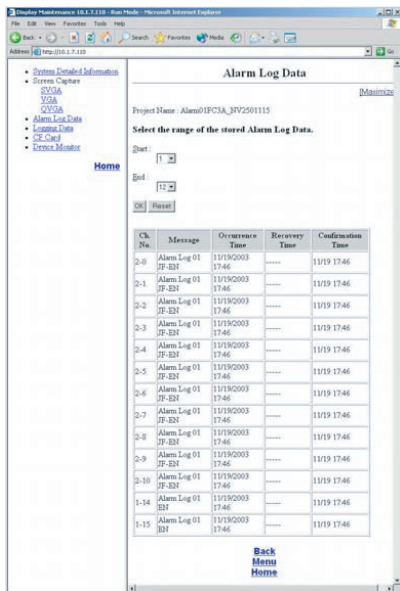 Display Maintenance 10.1.7.110 - Run Mode - Microsoft Internet Explorer
File Edit View Favorites Tools Help
Back Search Favorites Media
Address http://10.1.7.110 Go
System Detailed Information
Screen Capture
SVGA
VGA
QVGA
Alarm Log Data
Logging Data
CF Card
Device Monitor
Home
Alarm Log Data
[Maximize
Project Name : Alarm01FC3A_NV2501115
Select the range of the stored Alarm Log Data.
Start :
1
End :
12
OK Reset
Ch. No. Message Occurrence Time Recovery Time Confirmation Time
2-0 Alarm Log 01 JF-EN 11/19/2003 17:46 ----- 11/19 17:46
2-1 Alarm Log 01 JF-EN 11/19/2003 17:46 ----- 11/19 17:46
2-2 Alarm Log 01 JF-EN 11/19/2003 17:46 ----- 11/19 17:46
2-3 Alarm Log 01 JF-EN 11/19/2003 17:46 ----- 11/19 17:46
2-4 Alarm Log 01 JF-EN 11/19/2003 17:46 ----- 11/19 17:46
2-5 Alarm Log 01 JF-EN 11/19/2003 17:46 ----- 11/19 17:46
2-6 Alarm Log 01 JF-EN 11/19/2003 17:46 ----- 11/19 17:46
2-7 Alarm Log 01 JF-EN 11/19/2003 17:46 ----- 11/19 17:46
2-8 Alarm Log 01 JF-EN 11/19/2003 17:46 ----- 11/19 17:46
2-9 Alarm Log 01 JF-EN 11/19/2003 17:46 ----- 11/19 17:46
2-10 Alarm Log 01 JF-EN 11/19/2003 17:46 ----- 11/19 17:46
1-14 Alarm Log 01 EN 11/19/2003 17:46 ----- 11/19 17:46
1-15 Alarm Log 01 EN 11/19/2003 17:46 ----- 11/19 17:46
Back
Menu
Home